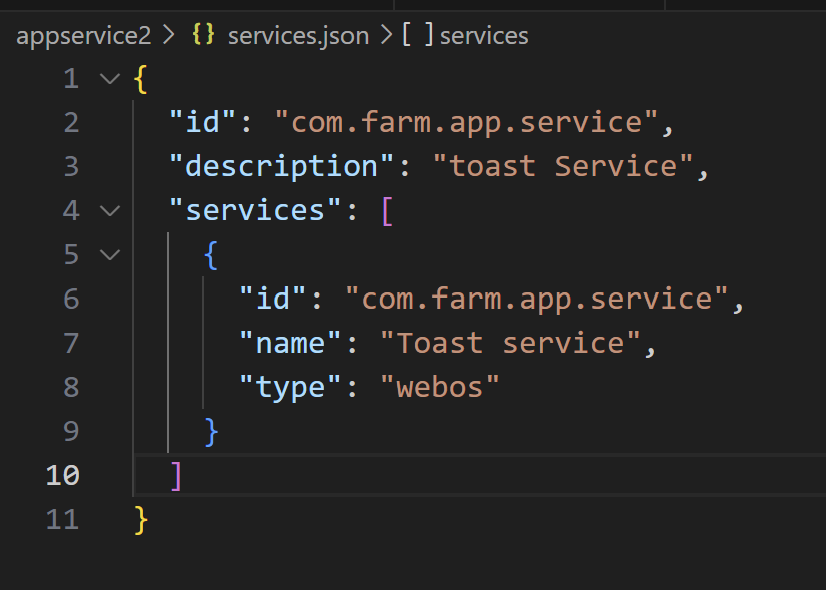 appservice2 > {} services.json > [ ] services
1 {
2 "id": "com.farm.app.service",
3 "description": "toast Service",
4 "services": [
5 {
6 "id": "com.farm.app.service",
7 "name": "Toast service",
8 "type": "webos"
9 }
10 ]
11 }